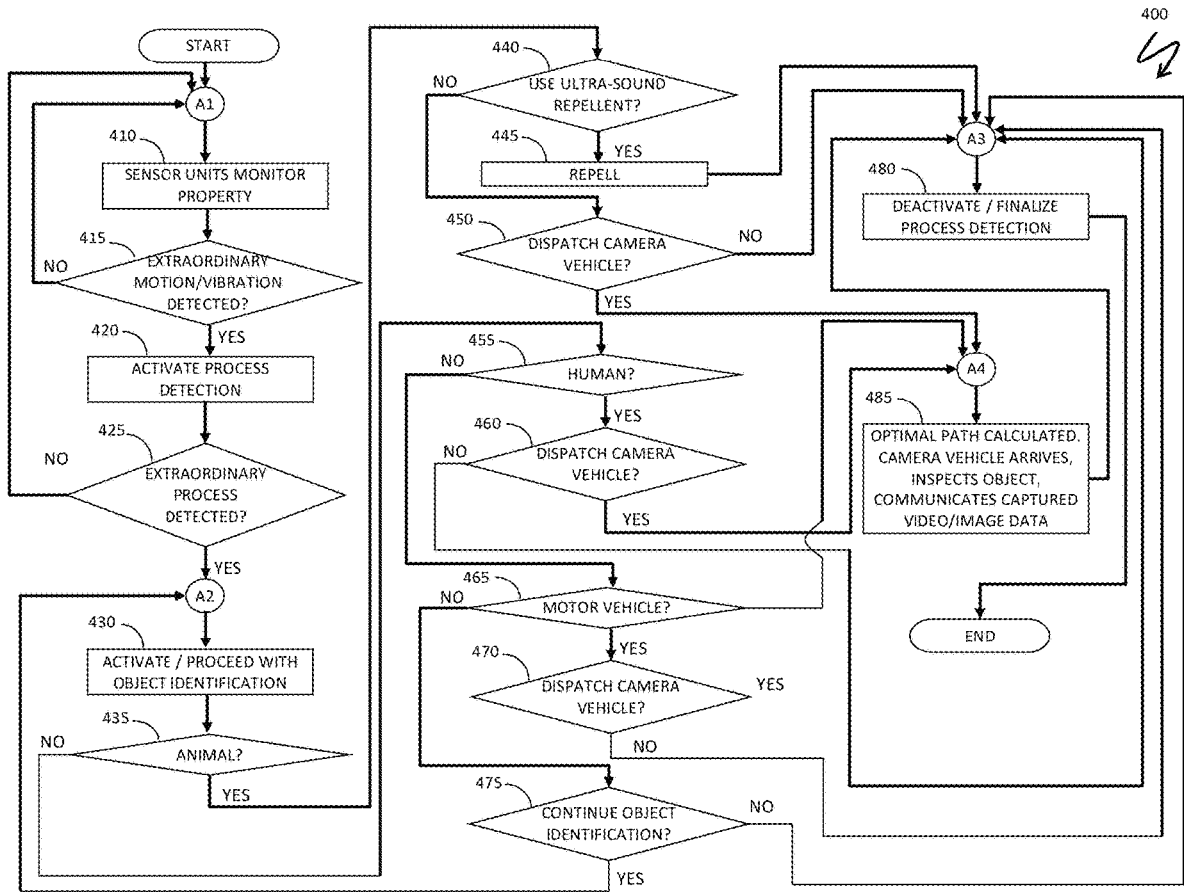 400
START
A1
410
SENSOR UNITS MONITOR
PROPERTY
415
NO
EXTRAORDINARY
MOTION/VIBRATION
DETECTED?
YES
420
ACTIVATE PROCESS
DETECTION
425
NO
EXTRAORDINARY
PROCESS
DETECTED?
YES
A2
430
ACTIVATE / PROCEED WITH
OBJECT IDENTIFICATION
435
NO
ANIMAL?
YES
440
NO
USE ULTRA-SOUND
REPELLENT?
YES
445
REPELL
450
DISPATCH CAMERA
VEHICLE?
NO
YES
455
NO
HUMAN?
YES
460
NO
DISPATCH CAMERA
VEHICLE?
YES
465
NO
MOTOR VEHICLE?
YES
470
DISPATCH CAMERA
VEHICLE?
YES
NO
475
CONTINUE OBJECT
IDENTIFICATION?
NO
YES
A3
480
DEACTIVATE / FINALIZE
PROCESS DETECTION
A4
485
OPTIMAL PATH CALCULATED.
CAMERA VEHICLE ARRIVES,
INSPECTS OBJECT,
COMMUNICATES CAPTURED
VIDEO/IMAGE DATA
END